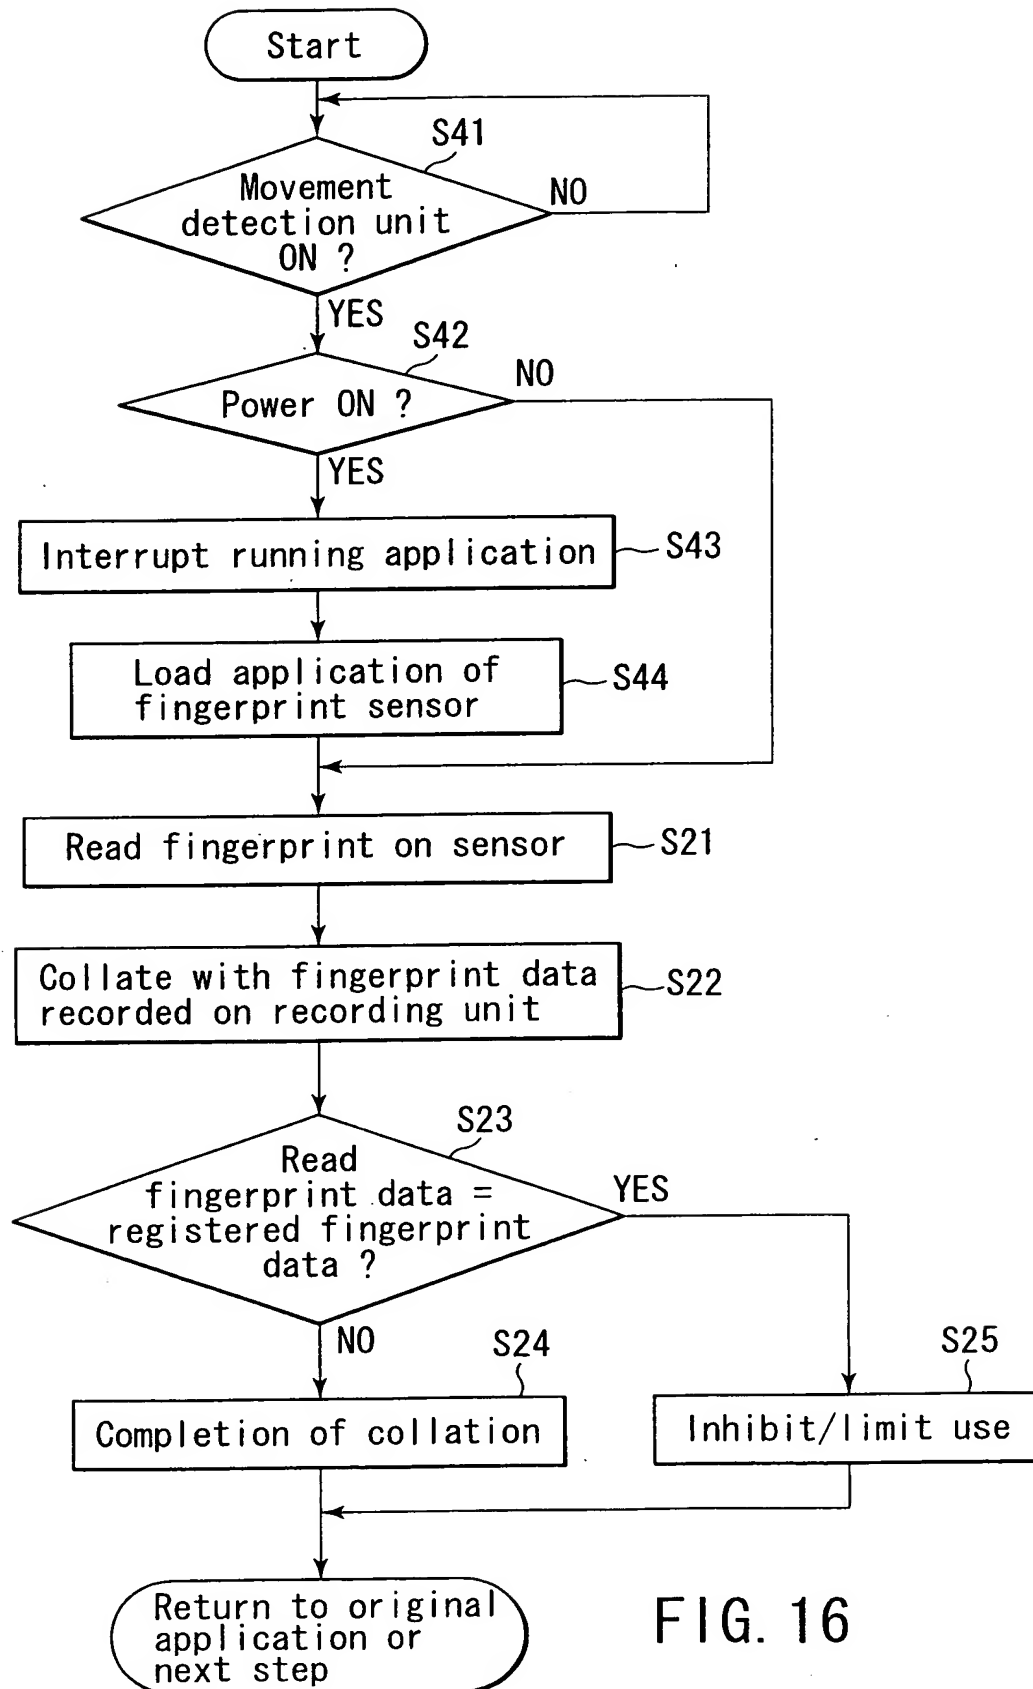 Start
S41
Movement
detection unit
ON ?
NO
YES
S42
Power ON ?
NO
YES
Interrupt running application
S43
Load application of
fingerprint sensor
S44
Read fingerprint on sensor
S21
Collate with fingerprint data
recorded on recording unit
S22
S23
Read
fingerprint data =
registered fingerprint
data ?
YES
NO
S24
S25
Completion of collation
Inhibit/limit use
Return to original
application or
next step
FIG. 16